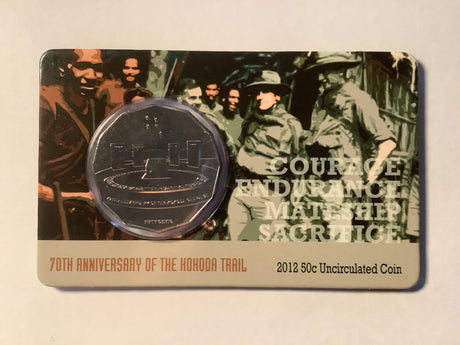 COURAGE
ENDURANCE
MATESHIP
SACRIFICE
70TH ANNIVERSARY OF THE KOKODA TRAIL
2012 50c Uncirculated Coin